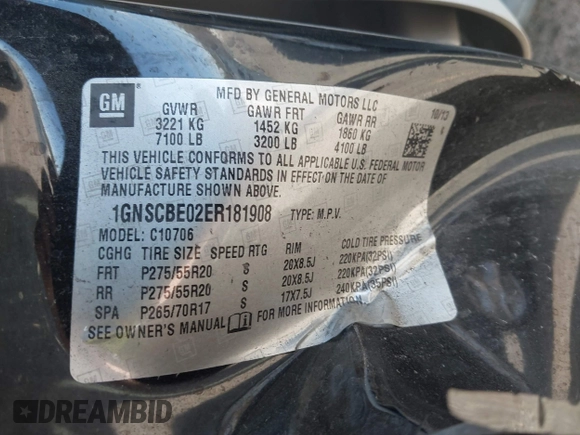 GM
MFD BY GENERAL MOTORS LLC
GVWR GAWR FRT GAWR RR 10/13
3221 KG 1452 KG 1860 KG
7100 LB 3200 LB 4100 LB
THIS VEHICLE CONFORMS TO ALL APPLICABLE U.S. FEDERAL MOTOR
VEHICLE SAFETY STANDARDS IN EFFECT ON THE DATE OF
MANUFACTURE SHOWN ABOVE.
1GNSCBE02ER181908 TYPE: M.P.V.
MODEL: C10706
CGHG TIRE SIZE SPEED RTG RIM COLD TIRE PRESSURE
FRT P275/55R20 S 20X8.5J 220KPA(32PSI)
RR P275/55R20 S 20X8.5J 220KPA(32PSI)
SPA P265/70R17 S 17X7.5J 240KPA(35PSI)
SEE OWNER'S MANUAL FOR MORE INFORMATION.
DREAMBID